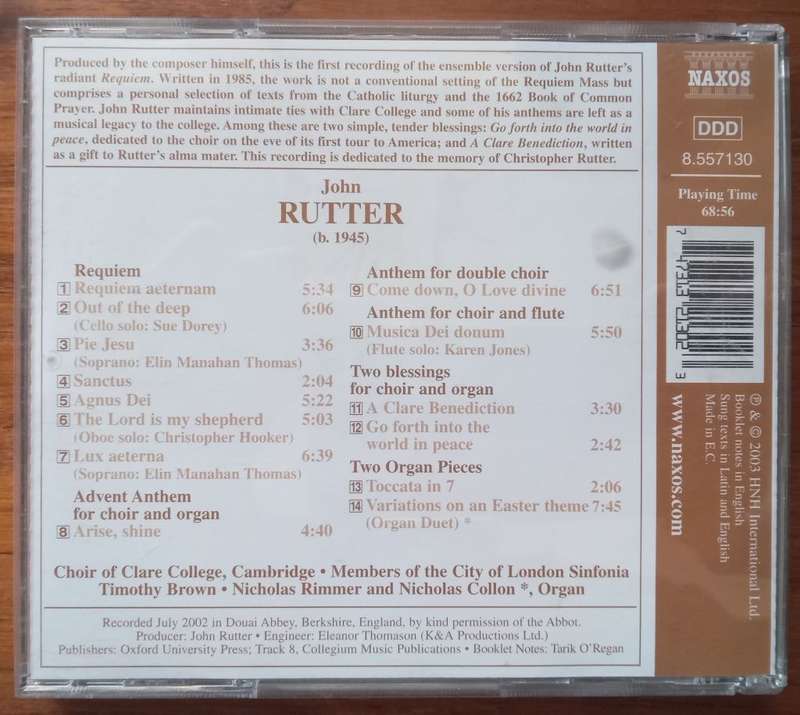 Produced by the composer himself, this is the first recording of the ensemble version of John Rutter's
radiant Requiem. Written in 1985, the work is not a conventional setting of the Requiem Mass but
comprises a personal selection of texts from the Catholic liturgy and the 1662 Book of Common
Prayer. John Rutter maintains intimate ties with Clare College and some of his anthems are left as a
musical legacy to the college. Among these are two simple, tender blessings: Go forth into the world in
peace, dedicated to the choir on the eve of its first tour to America; and A Clare Benediction, written
as a gift to Rutter's alma mater. This recording is dedicated to the memory of Christopher Rutter.
John
RUTTER
(b. 1945)
Requiem
1 Requiem aeternam 5:34
2 Out of the deep 6:06
(Cello solo: Sue Dorey)
3 Pie Jesu 3:36
(Soprano: Elin Manahan Thomas)
4 Sanctus 2:04
5 Agnus Dei 5:22
6 The Lord is my shepherd 5:03
(Oboe solo: Christopher Hooker)
7 Lux aeterna 6:39
(Soprano: Elin Manahan Thomas)
Advent Anthem
for choir and organ
8 Arise, shine 4:40
Anthem for double choir
9 Come down, O Love divine 6:51
Anthem for choir and flute
10 Musica Dei donum 5:50
(Flute solo: Karen Jones)
Two blessings
for choir and organ
11 A Clare Benediction 3:30
12 Go forth into the
world in peace 2:42
Two Organ Pieces
13 Toccata in 7 2:06
14 Variations on an Easter theme 7:45
(Organ Duet) *
Choir of Clare College, Cambridge • Members of the City of London Sinfonia
Timothy Brown • Nicholas Rimmer and Nicholas Collon *, Organ
Recorded July 2002 in Douai Abbey, Berkshire, England, by kind permission of the Abbot.
Producer: John Rutter • Engineer: Eleanor Thomason (K&A Productions Ltd.)
Publishers: Oxford University Press; Track 8, Collegium Music Publications • Booklet Notes: Tarik O'Regan
NAXOS
DDD
8.557130
Playing Time
68:56
7 47313 21302 3
℗ & © 2003 HNH International Ltd.
Booklet notes in English
Sung texts in Latin and English
Made in E.C.
www.naxos.com